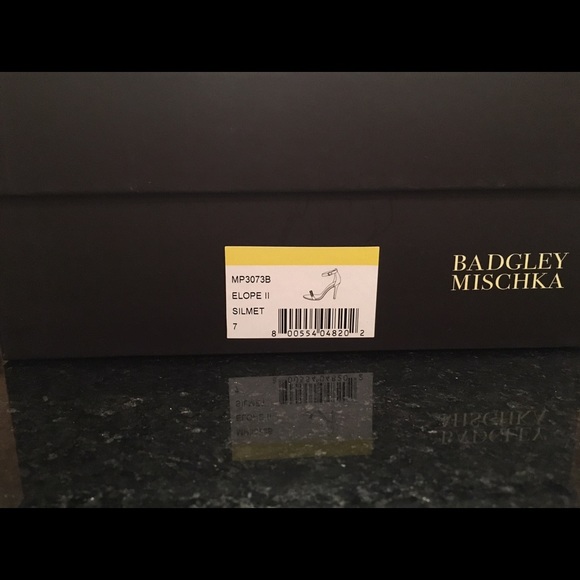 MP3073B
ELOPE II
SILMET
7
8 00554 04820 2
BADGLEY
MISCHKA